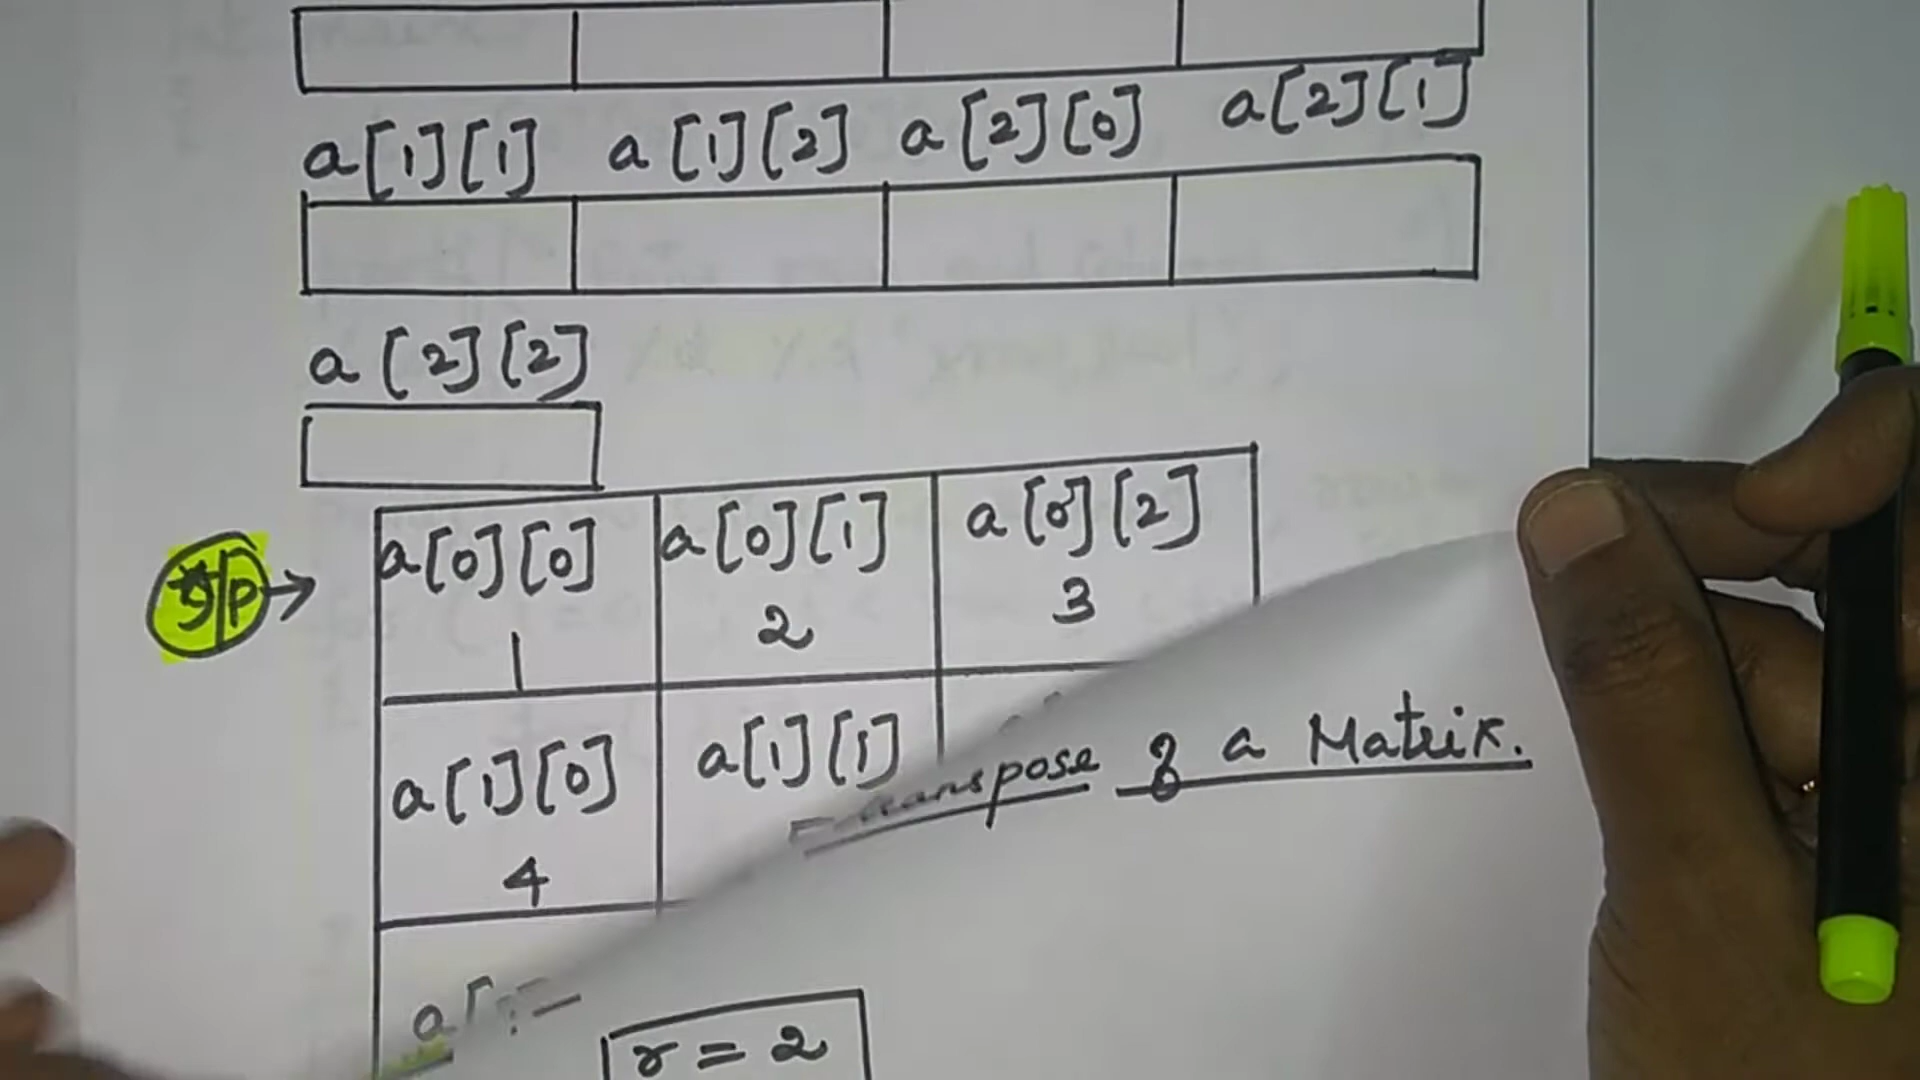 a[1][1] a[1][2] a[2][0] a[2][1]
a[2][2]
a[0][0] a[0][1] a[0][2]
1 2 3
a[1][0] a[1][1]
4
of a Matrix.
r = 2